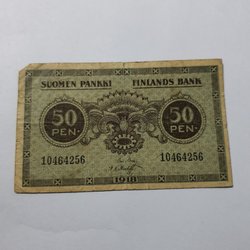 SUOMEN PANKKI FINLANDS BANK
50 PEN. 50 PEN.
10464256 10464256
1918